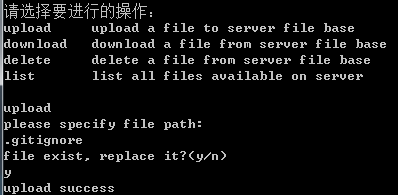 请选择要进行的操作:
upload upload a file to server file base
download download a file from server file base
delete delete a file from server file base
list list all files available on server
upload
please specify file path:
.gitignore
file exist, replace it?(y/n)
y
upload success